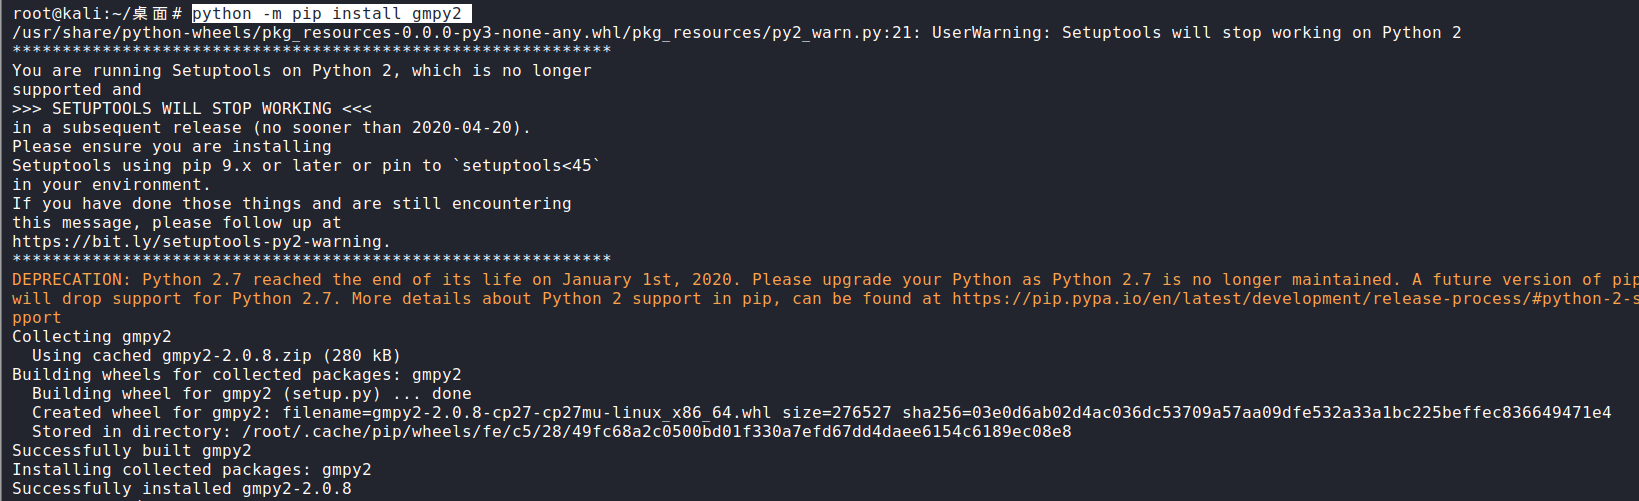 root@kali:~/桌面# python -m pip install gmpy2
/usr/share/python-wheels/pkg_resources-0.0.0-py3-none-any.whl/pkg_resources/py2_warn.py:21: UserWarning: Setuptools will stop working on Python 2
************************************************************
You are running Setuptools on Python 2, which is no longer
supported and
>>> SETUPTOOLS WILL STOP WORKING <<<
in a subsequent release (no sooner than 2020-04-20).
Please ensure you are installing
Setuptools using pip 9.x or later or pin to `setuptools<45`
in your environment.
If you have done those things and are still encountering
this message, please follow up at
https://bit.ly/setuptools-py2-warning.
************************************************************
DEPRECATION: Python 2.7 reached the end of its life on January 1st, 2020. Please upgrade your Python as Python 2.7 is no longer maintained. A future version of pip
will drop support for Python 2.7. More details about Python 2 support in pip, can be found at https://pip.pypa.io/en/latest/development/release-process/#python-2-s
pport
Collecting gmpy2
  Using cached gmpy2-2.0.8.zip (280 kB)
Building wheels for collected packages: gmpy2
  Building wheel for gmpy2 (setup.py) ... done
  Created wheel for gmpy2: filename=gmpy2-2.0.8-cp27-cp27mu-linux_x86_64.whl size=276527 sha256=03e0d6ab02d4ac036dc53709a57aa09dfe532a33a1bc225beffec836649471e4
  Stored in directory: /root/.cache/pip/wheels/fe/c5/28/49fc68a2c0500bd01f330a7efd67dd4daee6154c6189ec08e8
Successfully built gmpy2
Installing collected packages: gmpy2
Successfully installed gmpy2-2.0.8